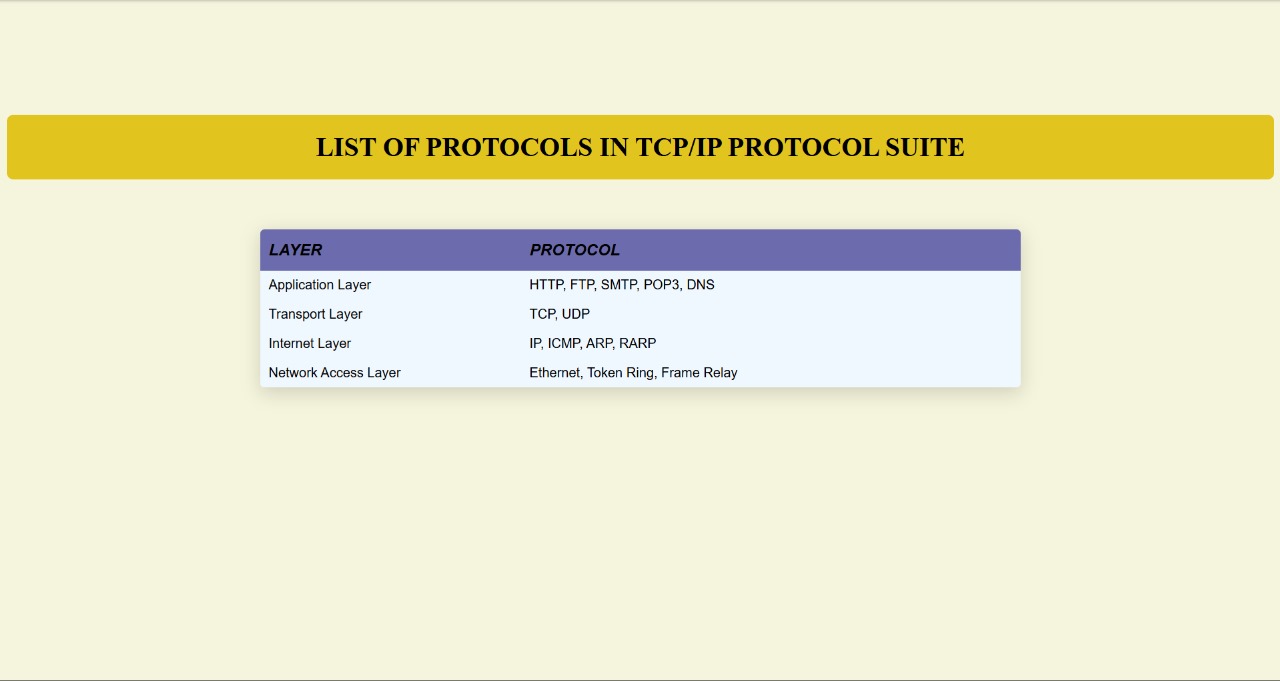 LIST OF PROTOCOLS IN TCP/IP PROTOCOL SUITE
LAYER PROTOCOL
Application Layer HTTP, FTP, SMTP, POP3, DNS
Transport Layer TCP, UDP
Internet Layer IP, ICMP, ARP, RARP
Network Access Layer Ethernet, Token Ring, Frame Relay